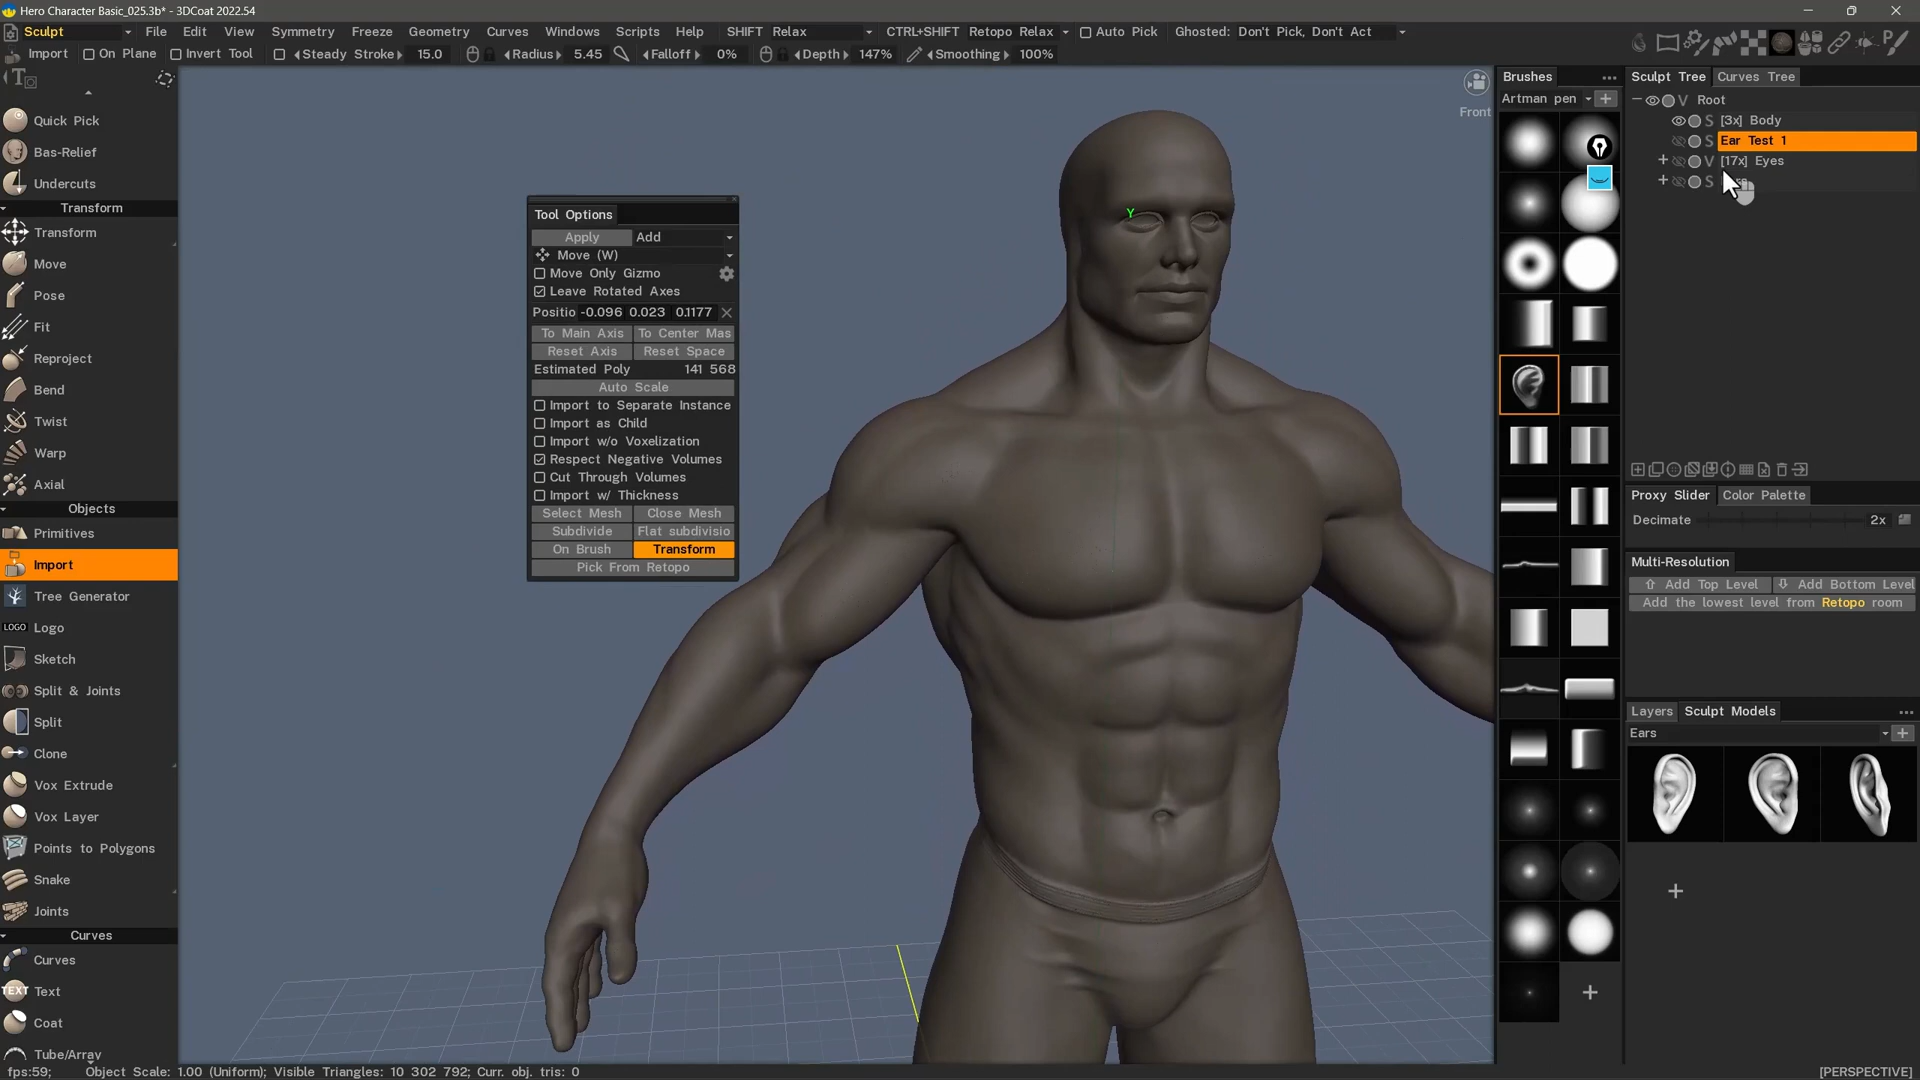 Hero Character Basic_025.3b* - 3DCoat 2022.54
Sculpt File Edit View Symmetry Freeze Geometry Curves Windows Scripts Help SHIFT Relax CTRL+SHIFT Retopo Relax Auto Pick Ghosted: Don't Pick, Don't Act
Import On Plane Invert Tool Steady Stroke 15.0 Radius 5.45 Falloff 0% Depth 147% Smoothing 100%
Quick Pick
Bas-Relief
Undercuts
Transform
Transform
Move
Pose
Fit
Reproject
Bend
Twist
Warp
Axial
Objects
Primitives
Import
Tree Generator
LOGO Logo
Sketch
Split & Joints
Split
Clone
Vox Extrude
Vox Layer
Points to Polygons
Snake
Joints
Curves
Curves
TEXT Text
Coat
Tube/Array
Tool Options
Apply Add
Move (W)
Move Only Gizmo
Leave Rotated Axes
Positio -0.096 0.023 0.1177
To Main Axis To Center Mas
Reset Axis Reset Space
Estimated Poly 141 568
Auto Scale
Import to Separate Instance
Import as Child
Import w/o Voxelization
Respect Negative Volumes
Cut Through Volumes
Import w/ Thickness
Select Mesh Close Mesh
Subdivide Flat subdivisio
On Brush Transform
Pick From Retopo
Y
Front
Brushes
Artman pen
Sculpt Tree Curves Tree
V Root
S [3x] Body
S Ear Test 1
V [17x] Eyes
S
Proxy Slider Color Palette
Decimate 2x
Multi-Resolution
Add Top Level Add Bottom Level
Add the lowest level from Retopo room
Layers Sculpt Models
Ears
fps:59; Object Scale: 1.00 (Uniform); Visible Triangles: 10 302 792; Curr. obj. tris: 0
[PERSPECTIVE]